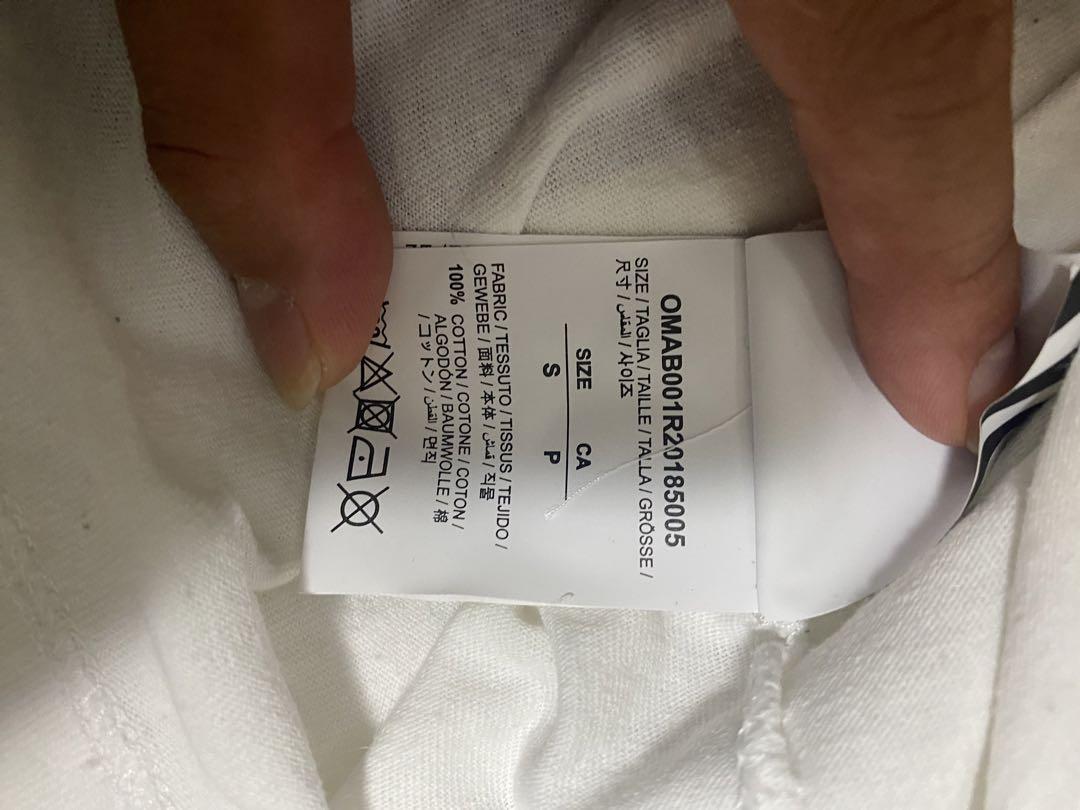 OMAB001R20185005
SIZE / TAGLIA / TAILLE / TALLA / GRÖSSE /
尺寸 / المقاس / 사이즈
SIZE CA
S P
FABRIC / TESSUTO / TISSUS / TEJIDO /
GEWEBE / 面料 / 本体 / قماش / 직물
100% COTTON / COTONE / COTON /
ALGODÓN / BAUMWOLLE / 棉
/ コットン / القطن / 면직